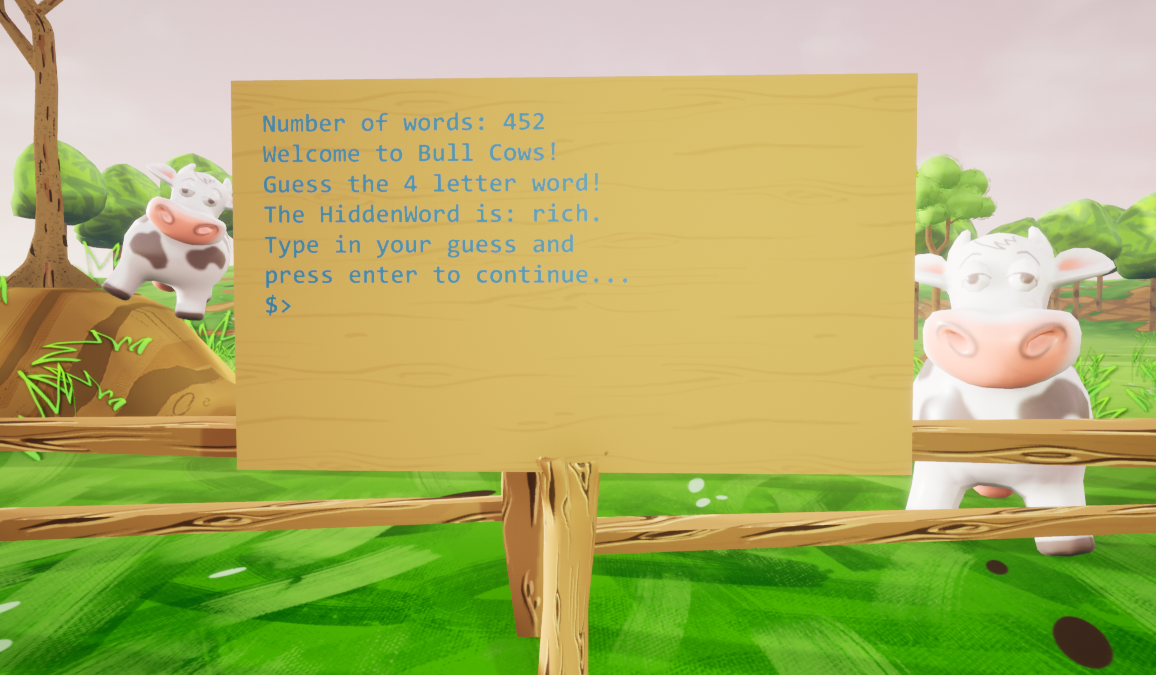 Number of words: 452
Welcome to Bull Cows!
Guess the 4 letter word!
The HiddenWord is: rich.
Type in your guess and
press enter to continue...
$>